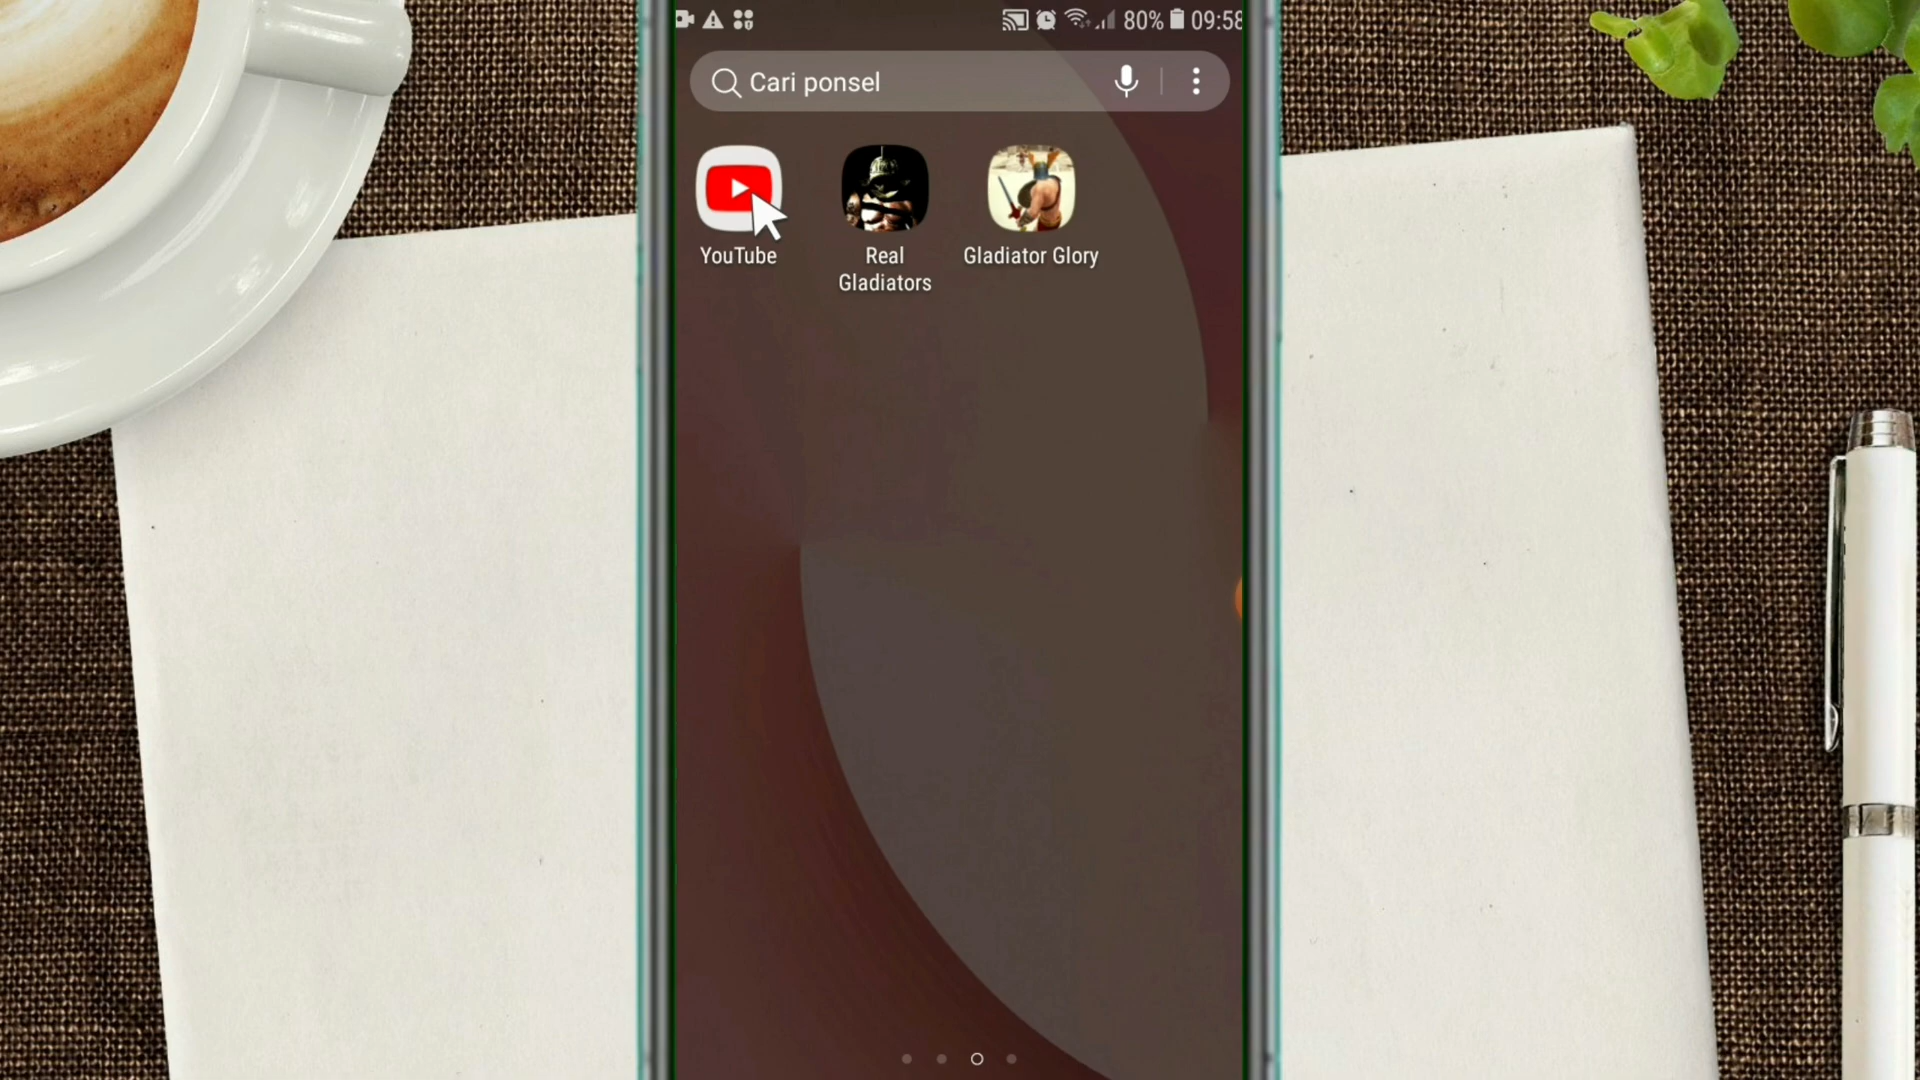 80% 09:58
Cari ponsel
YouTube
Real
Gladiators
Gladiator Glory